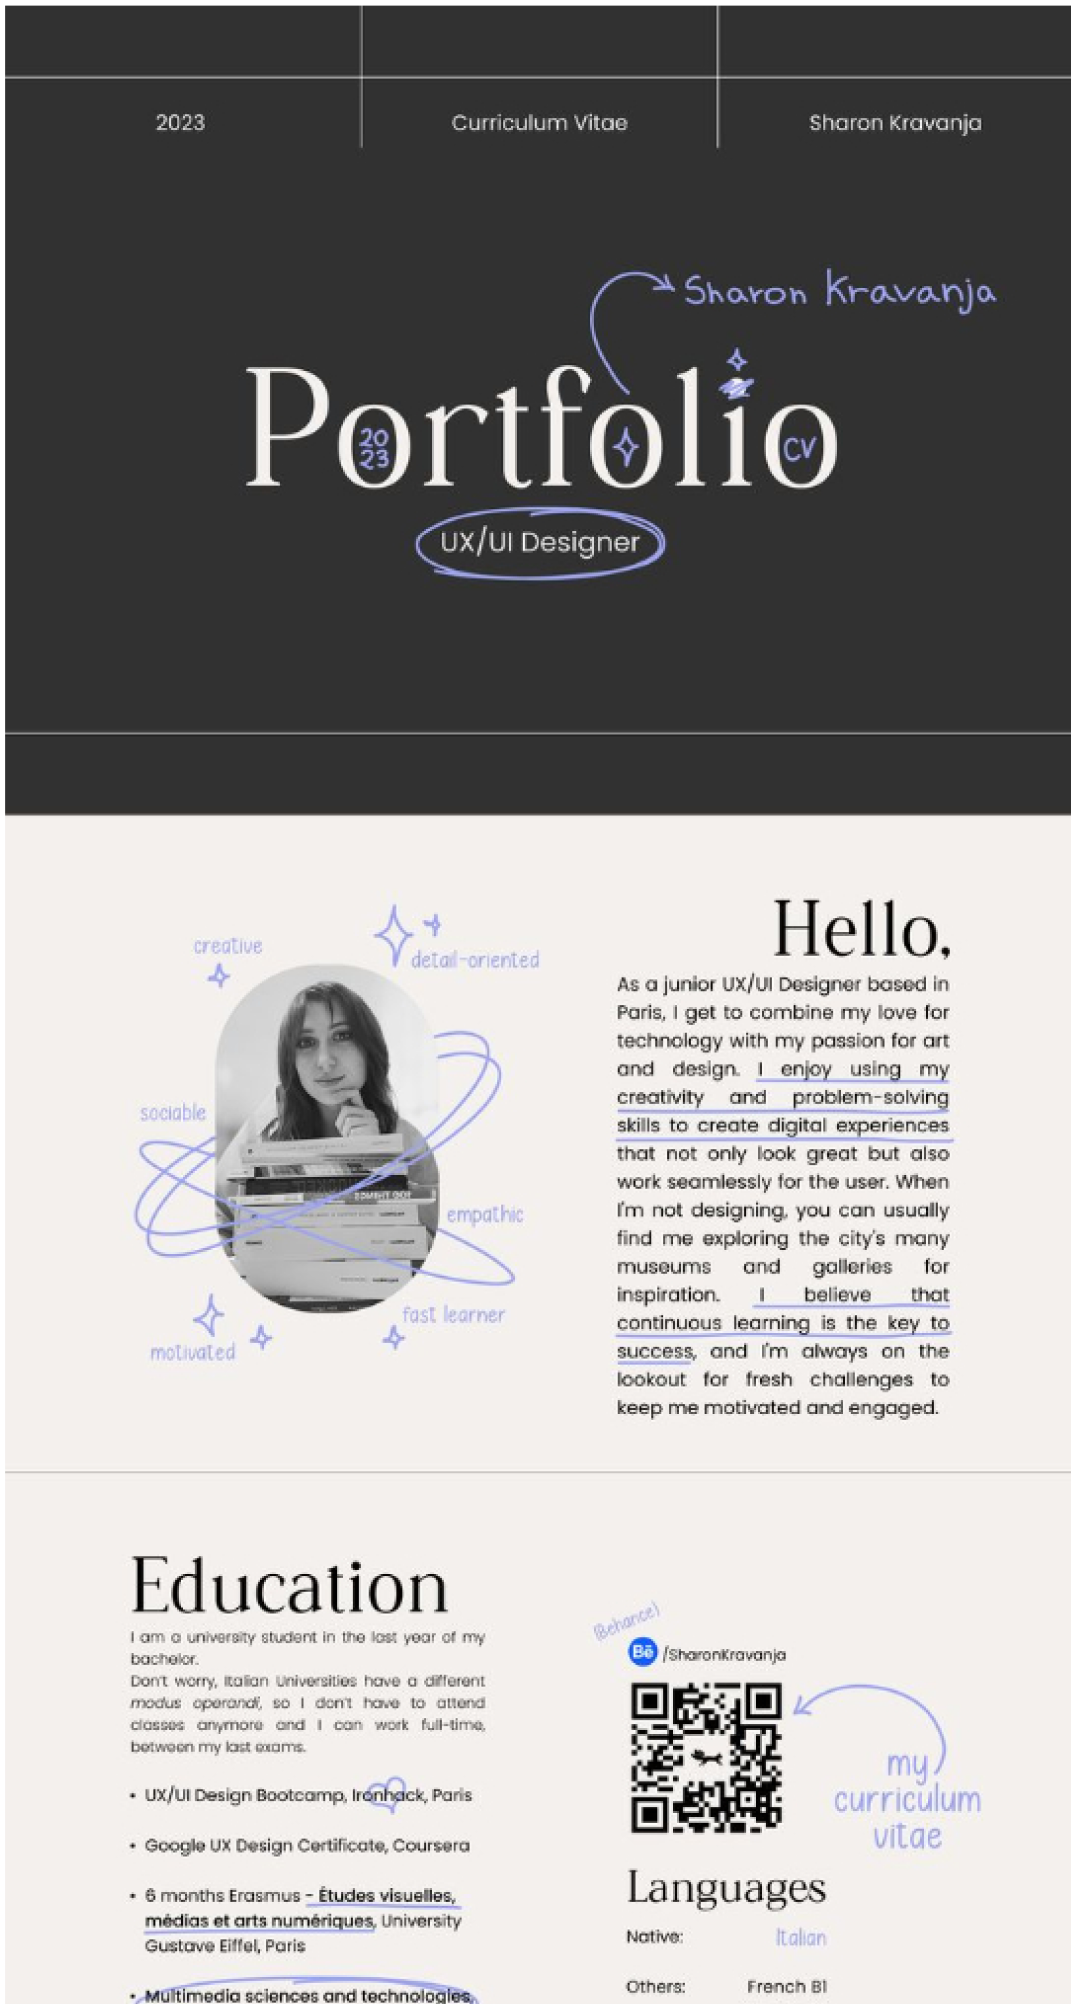 2023
Curriculum Vitae
Sharon Kravanja
Sharon Kravanja
Portfolio
20
23
CV
UX/UI Designer
creative
detail-oriented
sociable
empathic
fast learner
motivated
Hello,
As a junior UX/UI Designer based in
Paris, I get to combine my love for
technology with my passion for art
and design. I enjoy using my
creativity and problem-solving
skills to create digital experiences
that not only look great but also
work seamlessly for the user. When
I'm not designing, you can usually
find me exploring the city's many
museums and galleries for
inspiration. I believe that
continuous learning is the key to
success, and I'm always on the
lookout for fresh challenges to
keep me motivated and engaged.
Education
I am a university student in the last year of my
bachelor.
Don't worry, Italian Universities have a different
modus operandi, so I don't have to attend
classes anymore and I can work full-time,
between my last exams.
• UX/UI Design Bootcamp, Ironhack, Paris
• Google UX Design Certificate, Coursera
• 6 months Erasmus - Études visuelles,
médias et arts numériques, University
Gustave Eiffel, Paris
• Multimedia sciences and technologies,
(Behance)
Bē /SharonKravanja
my
curriculum
vitae
Languages
Native: Italian
Others: French B1